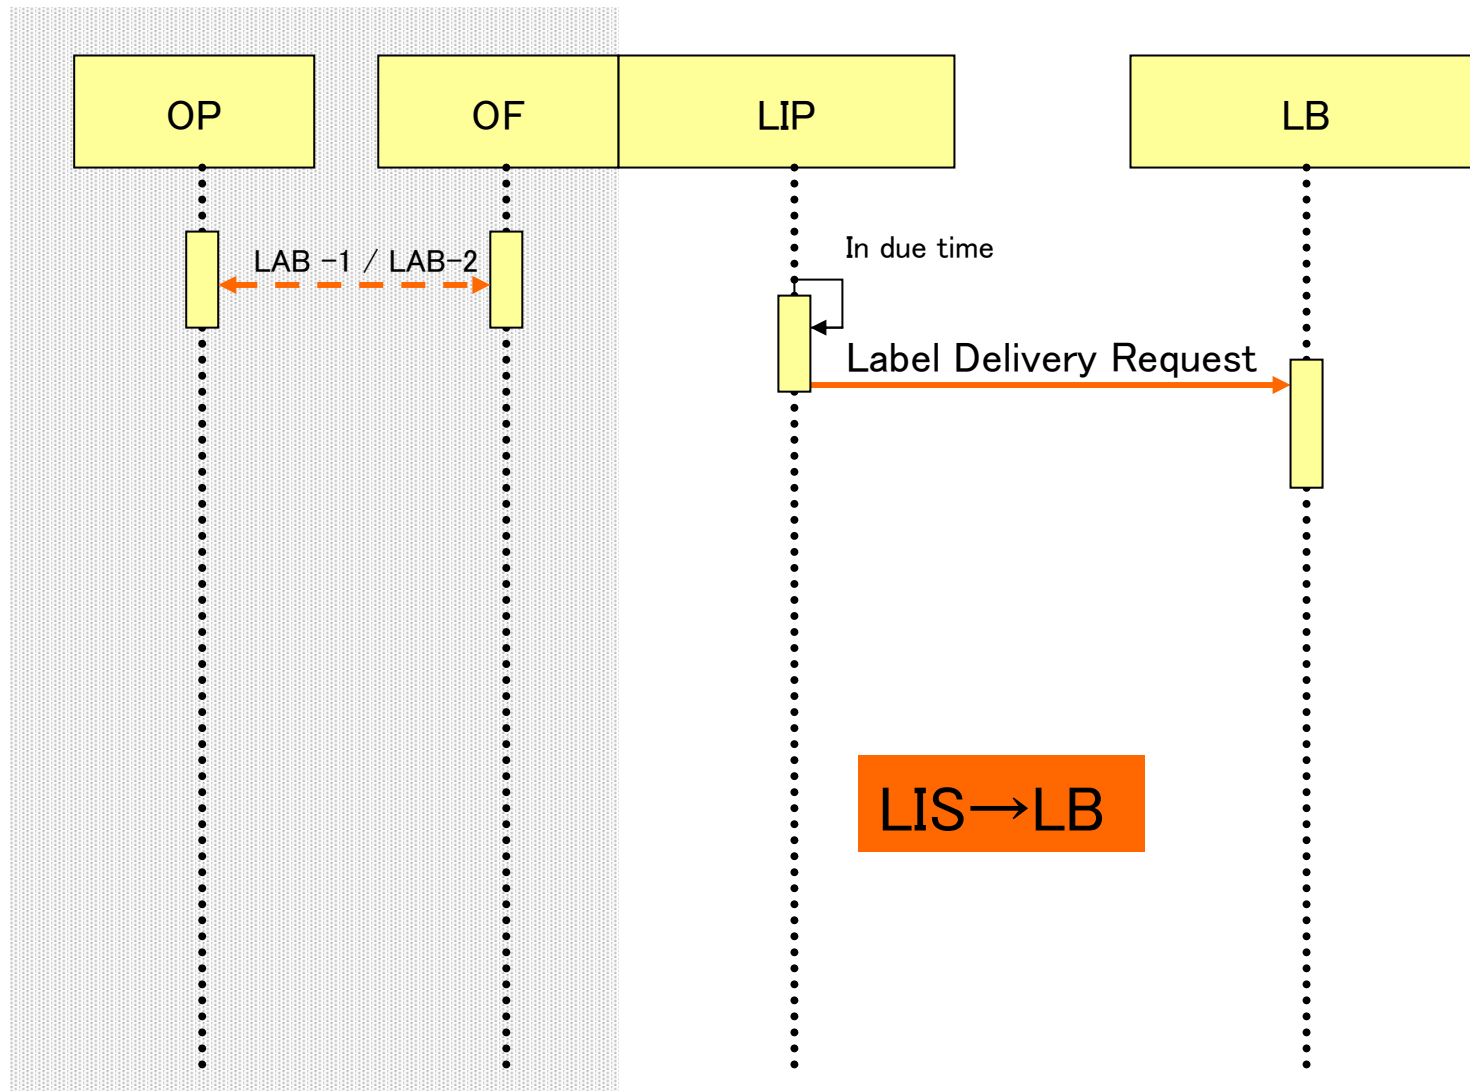 OP OF LIP LB
In due time
LAB -1 / LAB-2
Label Delivery Request
LIS→LB